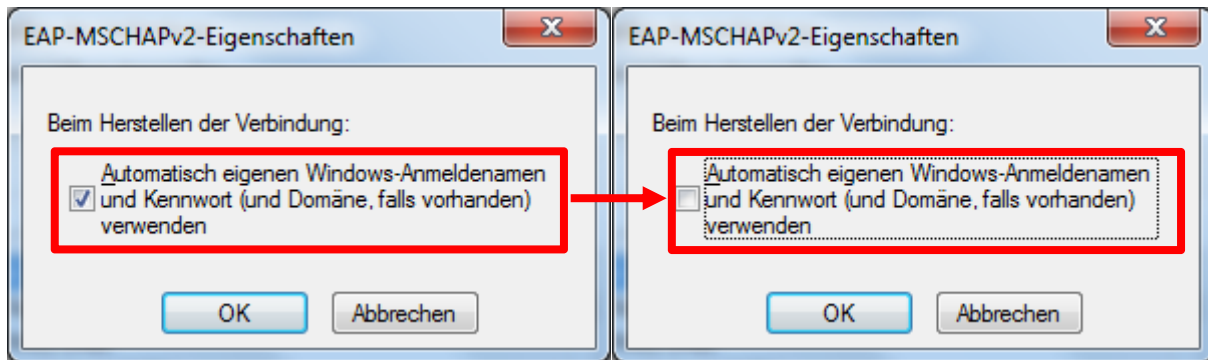 EAP-MSCHAPv2-Eigenschaften
Beim Herstellen der Verbindung:
Automatisch eigenen Windows-Anmeldenamen
und Kennwort (und Domäne, falls vorhanden)
verwenden
OK Abbrechen
EAP-MSCHAPv2-Eigenschaften
Beim Herstellen der Verbindung:
Automatisch eigenen Windows-Anmeldenamen
und Kennwort (und Domäne, falls vorhanden)
verwenden
OK Abbrechen